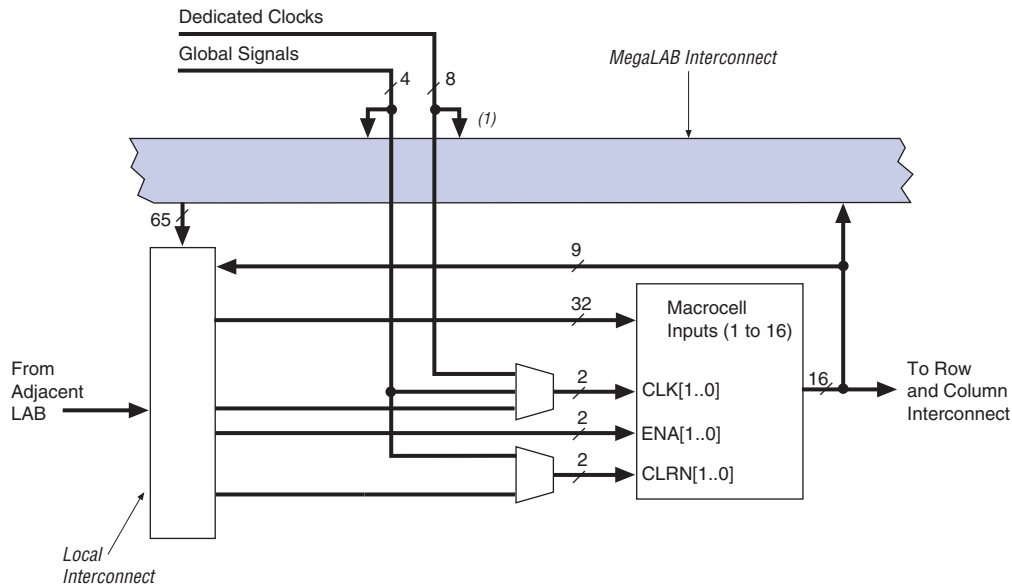 Dedicated Clocks
Global Signals
MegaLAB Interconnect
4
8
(1)
65
9
32
Macrocell
Inputs (1 to 16)
From
Adjacent
LAB
2
CLK[1..0]
16
To Row
and Column
Interconnect
2
ENA[1..0]
2
CLRN[1..0]
Local
Interconnect